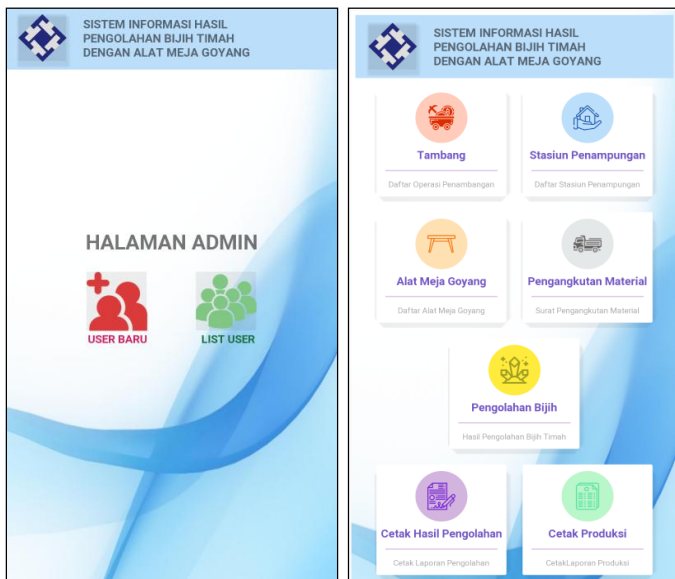 SISTEM INFORMASI HASIL
PENGOLAHAN BIJIH TIMAH
DENGAN ALAT MEJA GOYANG
HALAMAN ADMIN
USER BARU
LIST USER
SISTEM INFORMASI HASIL
PENGOLAHAN BIJIH TIMAH
DENGAN ALAT MEJA GOYANG
Tambang
Daftar Operasi Penambangan
Stasiun Penampungan
Daftar Stasiun Penampungan
Alat Meja Goyang
Daftar Alat Meja Goyang
Pengangkutan Material
Surat Pengangkutan Material
Pengolahan Bijih
Hasil Pengolahan Bijih Timah
Cetak Hasil Pengolahan
Cetak Laporan Pengolahan
Cetak Produksi
CetakLaporan Produksi